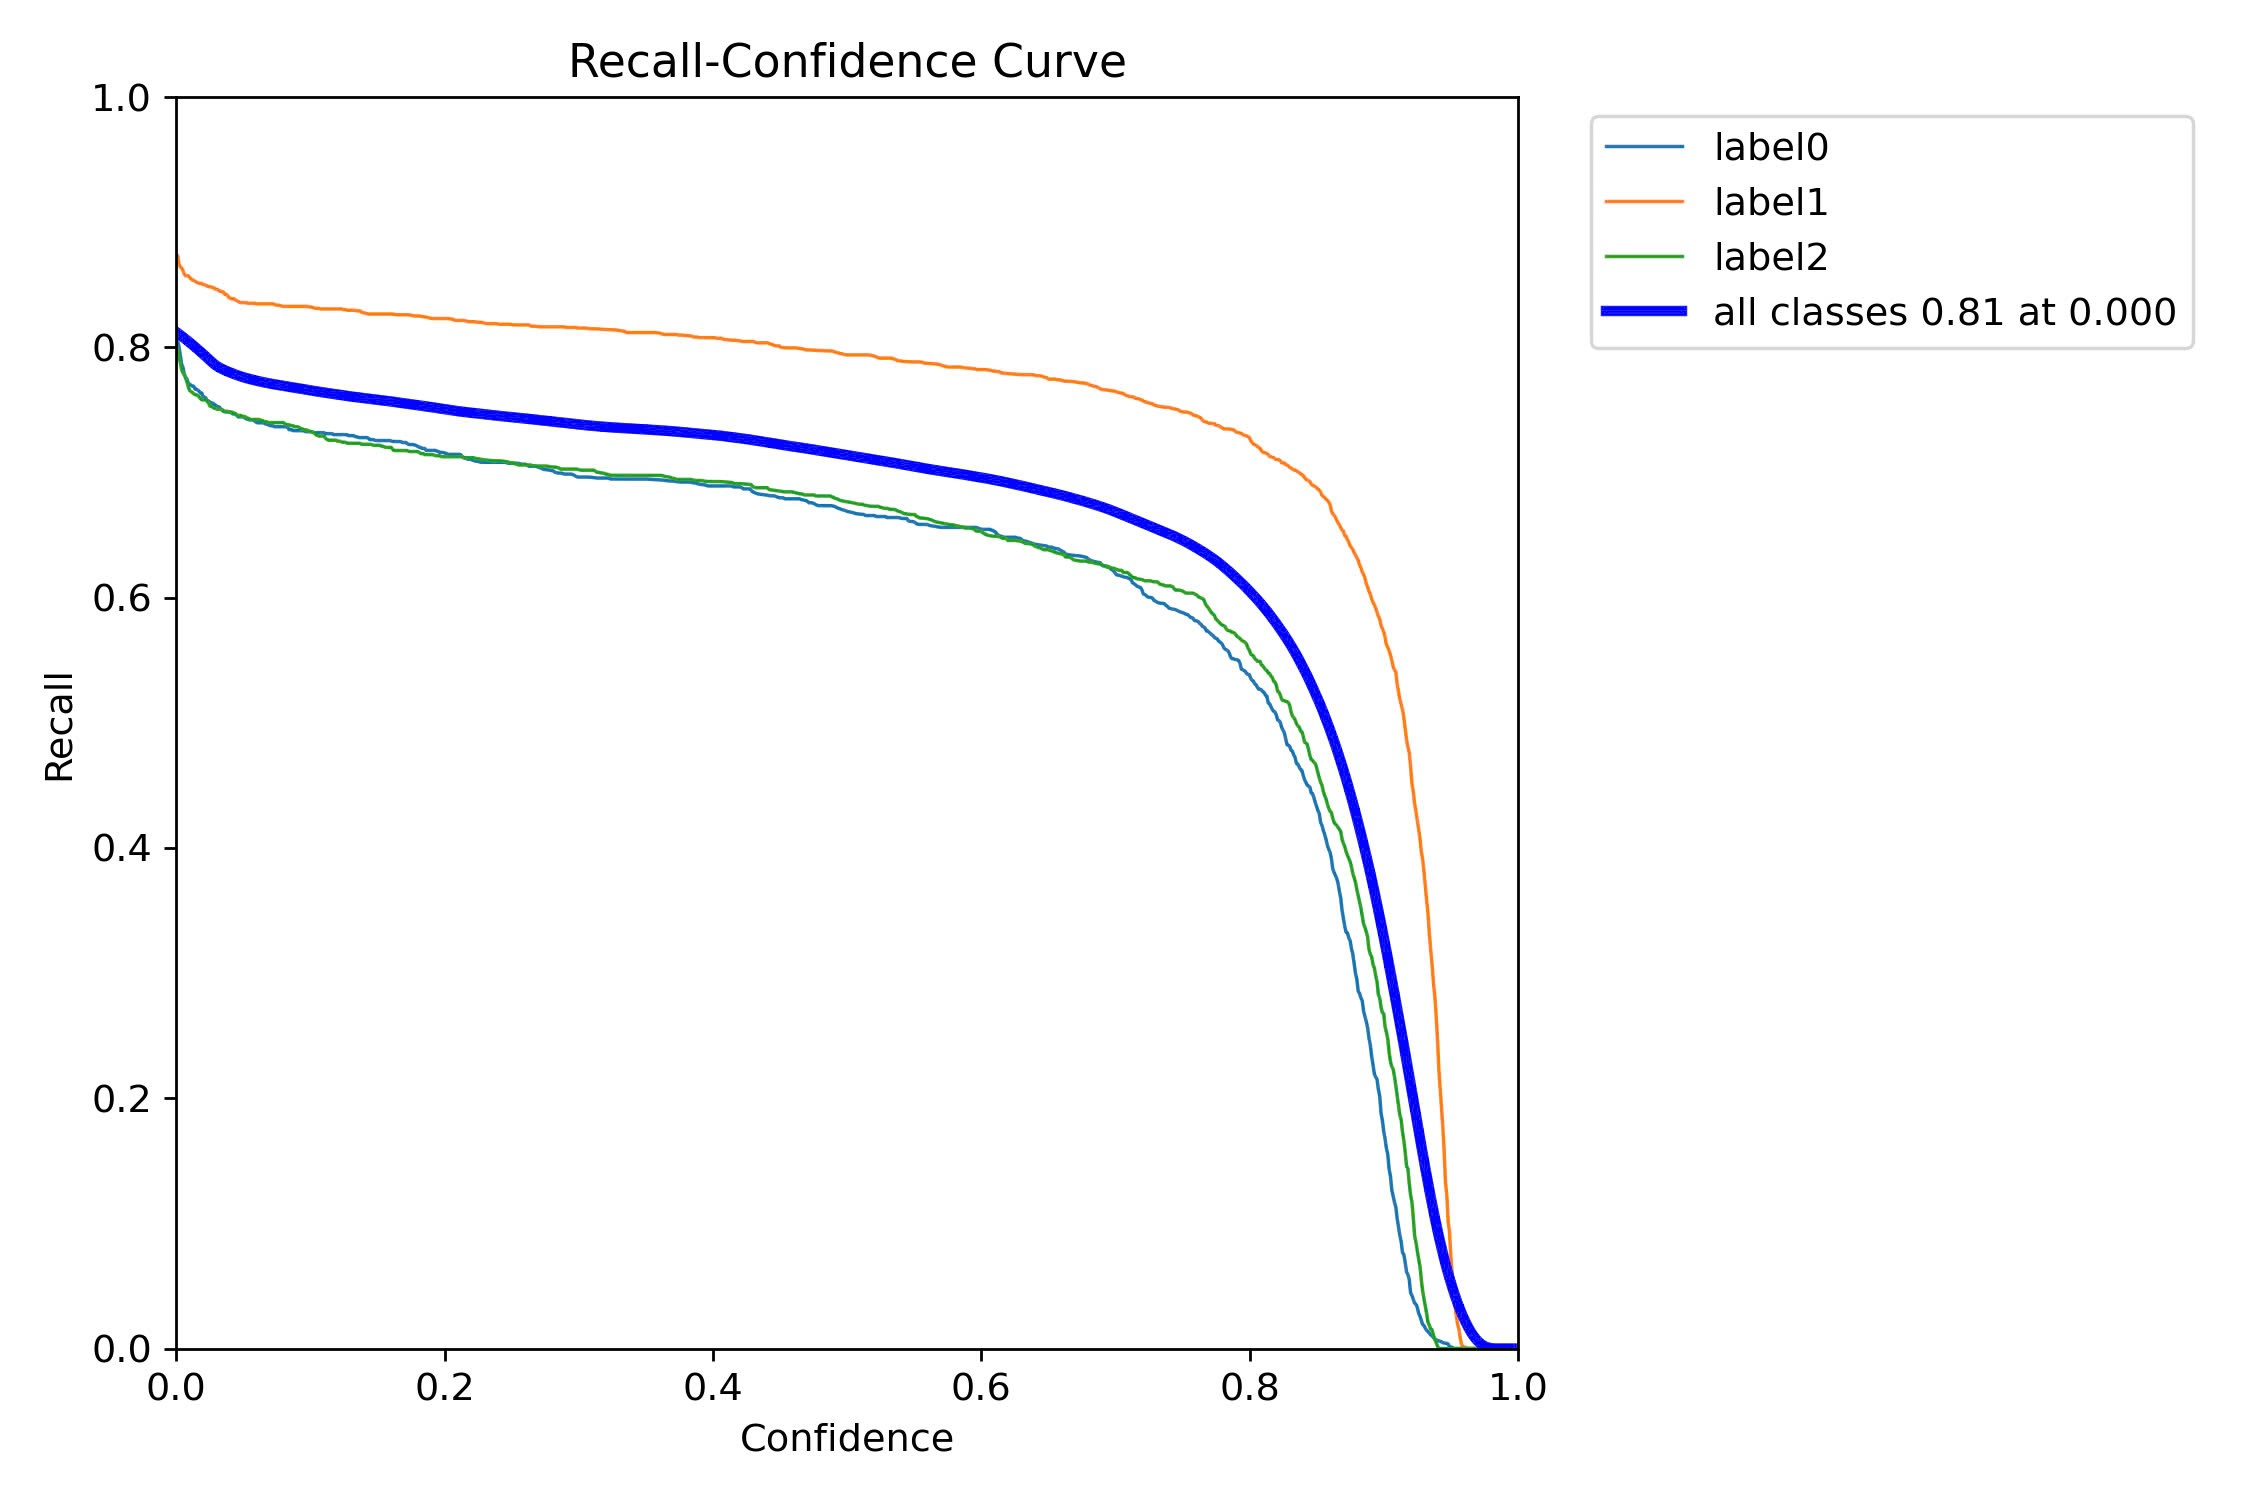 Recall-Confidence Curve
1.0
0.8
0.6
0.4
0.2
0.0
Recall
0.0 0.2 0.4 0.6 0.8 1.0
Confidence
label0
label1
label2
all classes 0.81 at 0.000